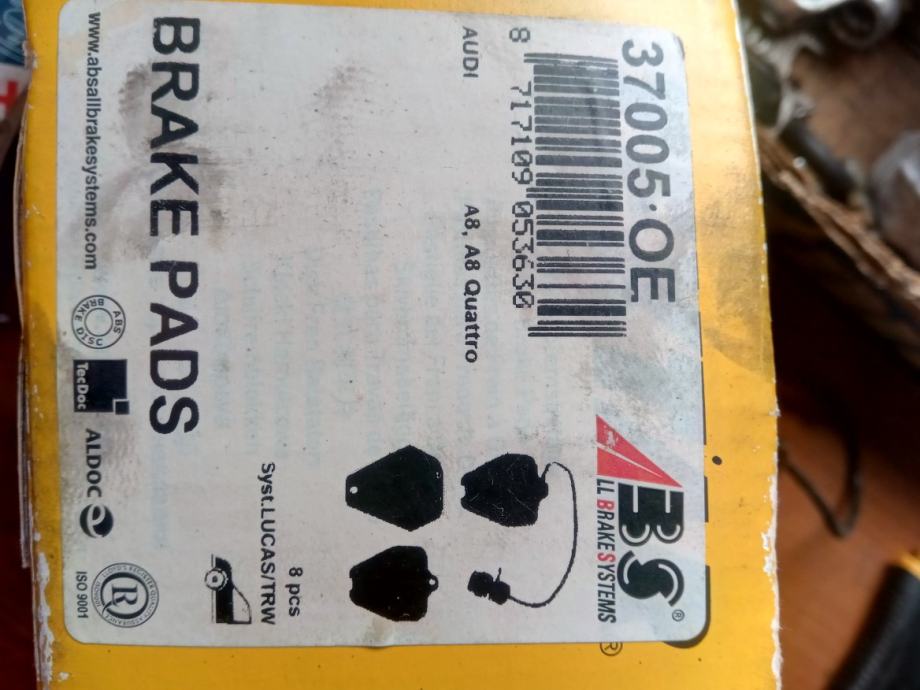 37005·OE
8 717109 053630
AUDI
A8, A8 Quattro
ABS®
ALL BRAKE SYSTEMS
®
8 pcs
Syst.LUCAS/TRW
BRAKE PADS
www.absallbrakesystems.com
ABS
BRAKE DISC
TecDoc
ALDOC
R
ISO 9001